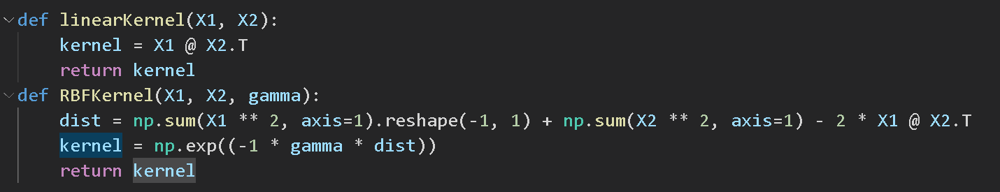 def linearKernel(X1, X2):
    kernel = X1 @ X2.T
    return kernel
def RBFKernel(X1, X2, gamma):
    dist = np.sum(X1 ** 2, axis=1).reshape(-1, 1) + np.sum(X2 ** 2, axis=1) - 2 * X1 @ X2.T
    kernel = np.exp((-1 * gamma * dist))
    return kernel